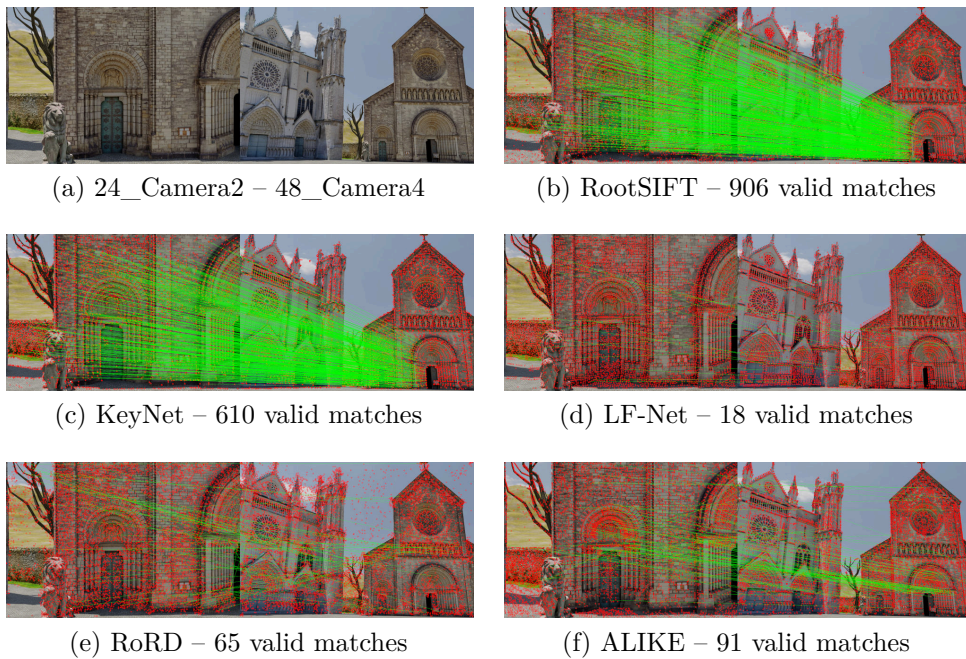 (a) 24_Camera2 – 48_Camera4
(b) RootSIFT – 906 valid matches
(c) KeyNet – 610 valid matches
(d) LF-Net – 18 valid matches
(e) RoRD – 65 valid matches
(f) ALIKE – 91 valid matches